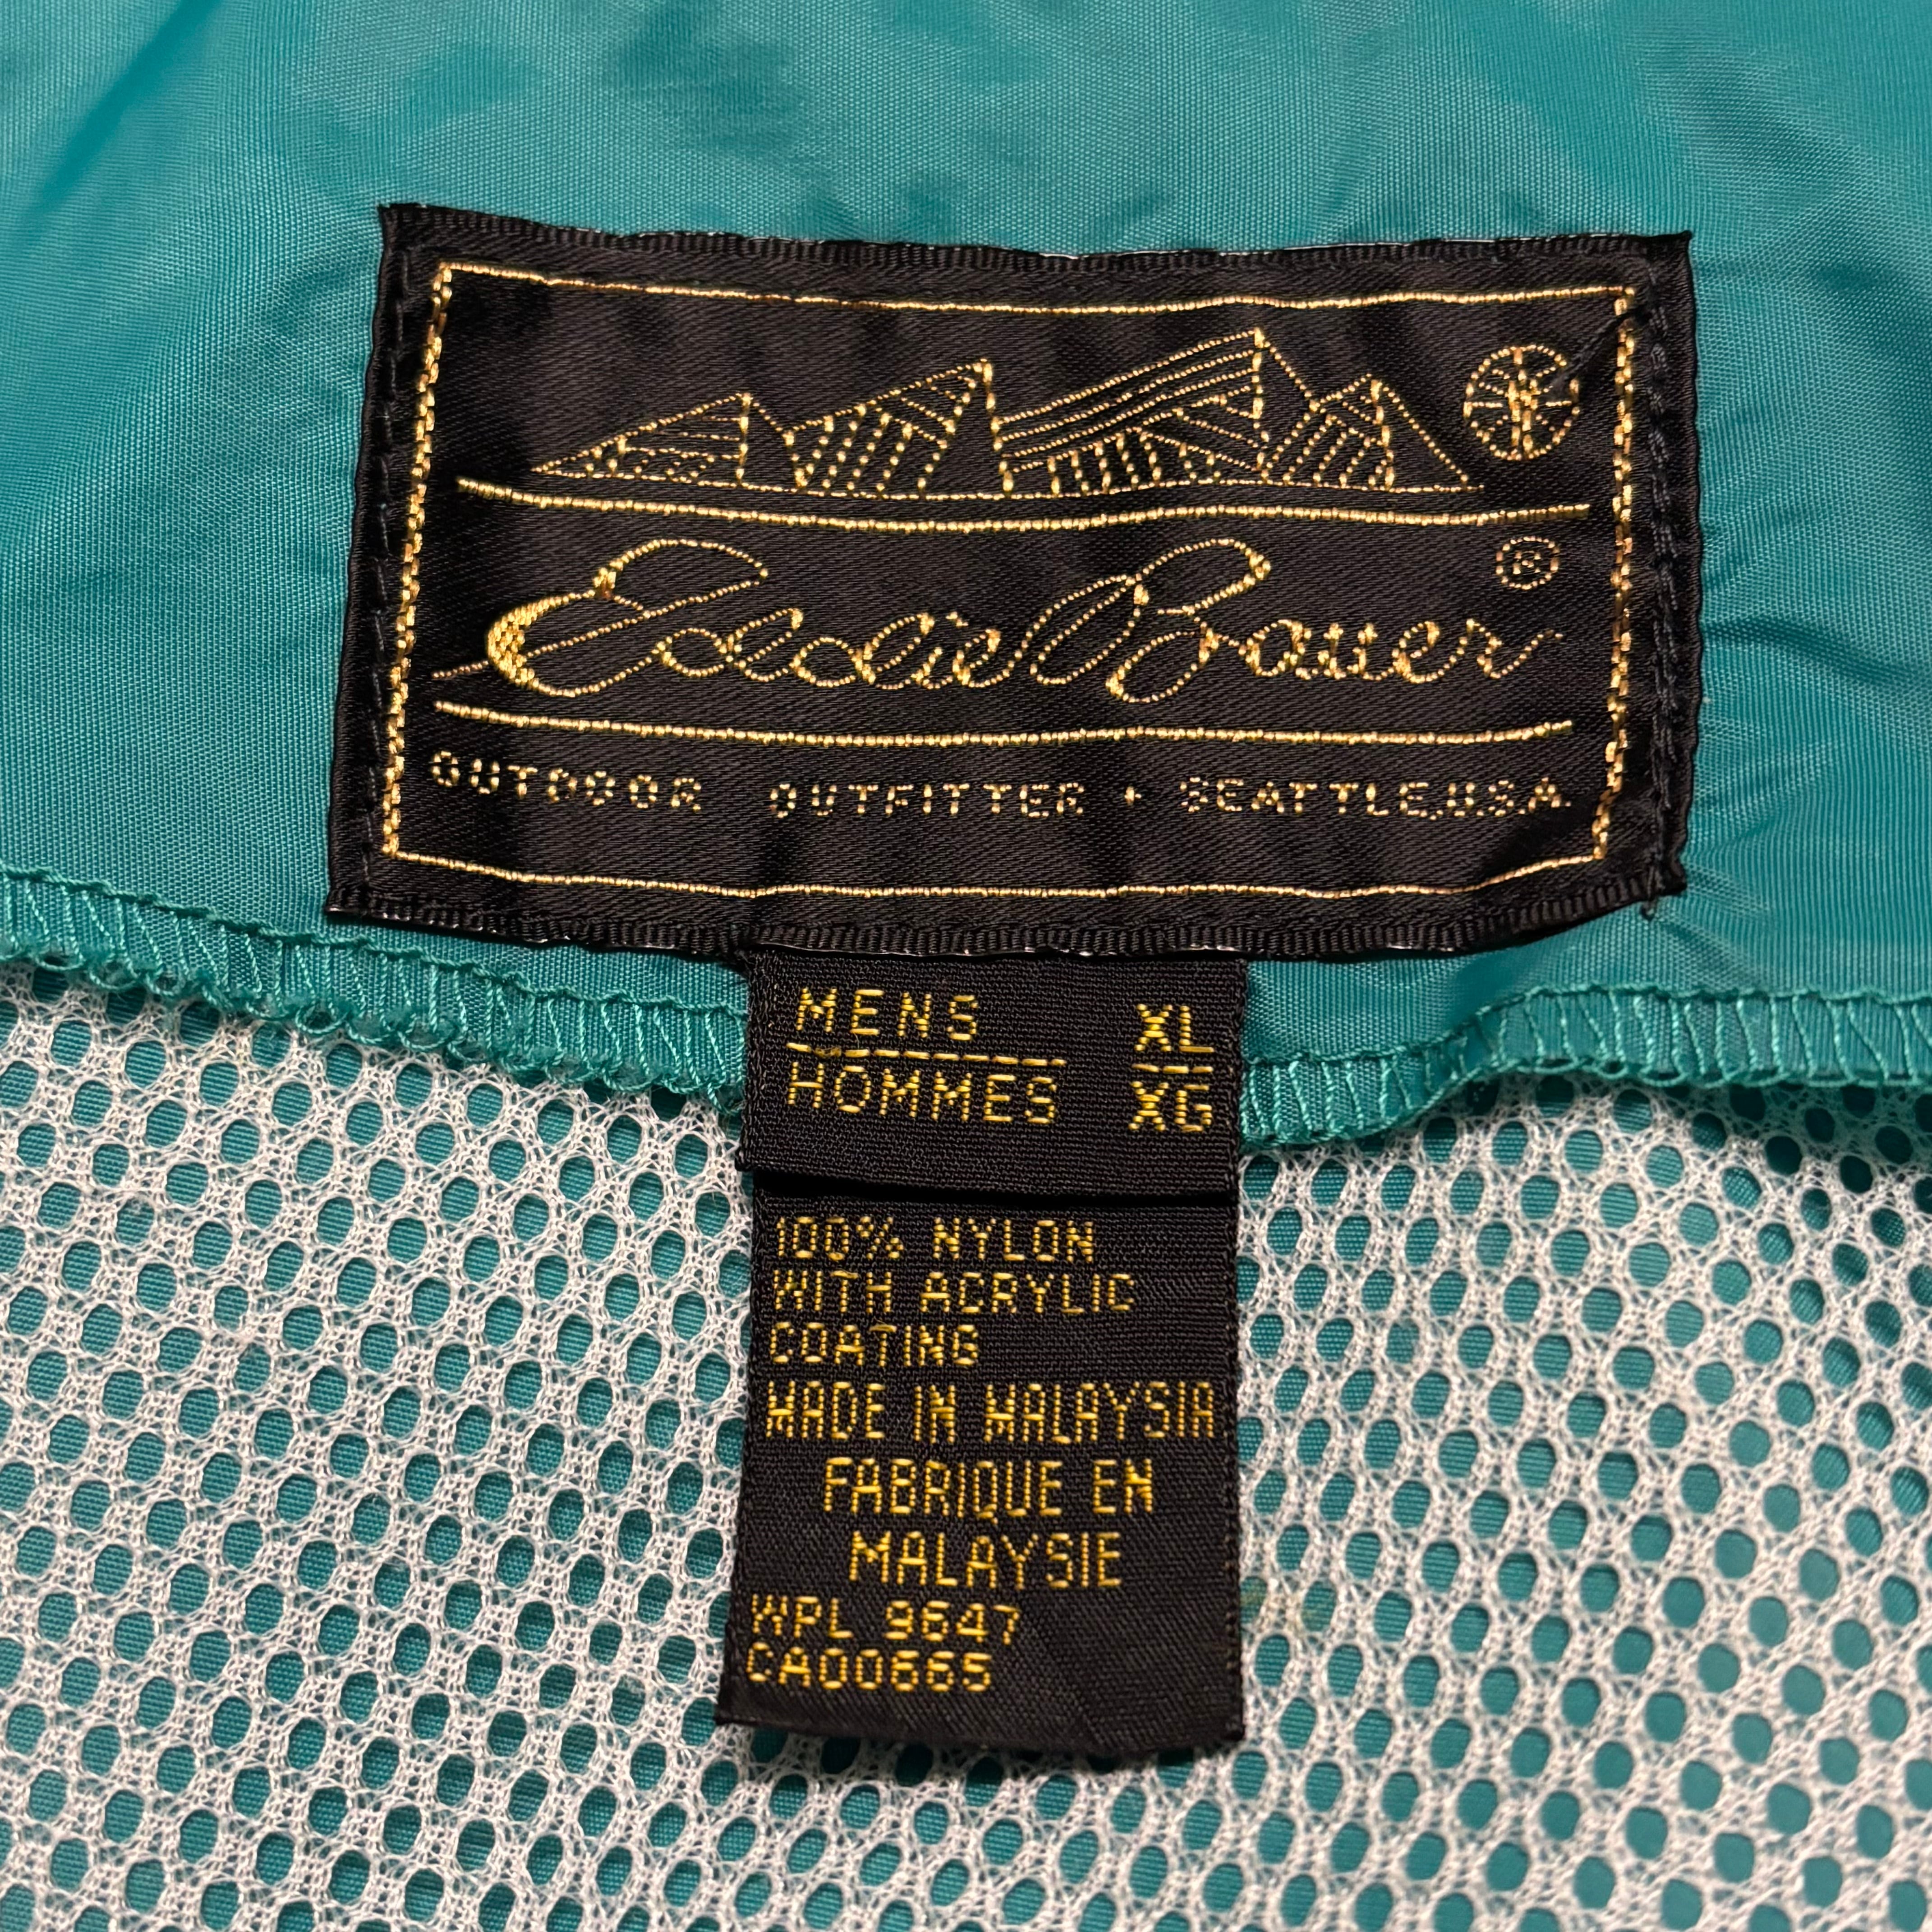 Eddie Bauer ®
OUTDOOR OUTFITTER • SEATTLE, U.S.A.
MENS XL
HOMMES XG
100% NYLON
WITH ACRYLIC
COATING
MADE IN MALAYSIA
FABRIQUE EN
MALAYSIE
WPL 9647
CA00665